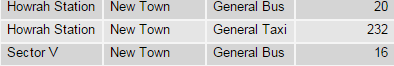 Howrah Station New Town General Bus 20
Howrah Station New Town General Taxi 232
Sector V New Town General Bus 16